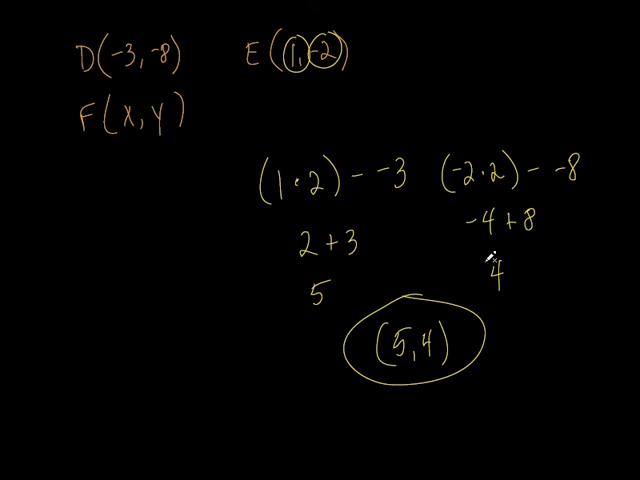 D(-3,-8) E(1,-2)
F(X,Y)
(1·2) - -3 (-2·2) - -8
2+3 -4+8
5 4
(5,4)